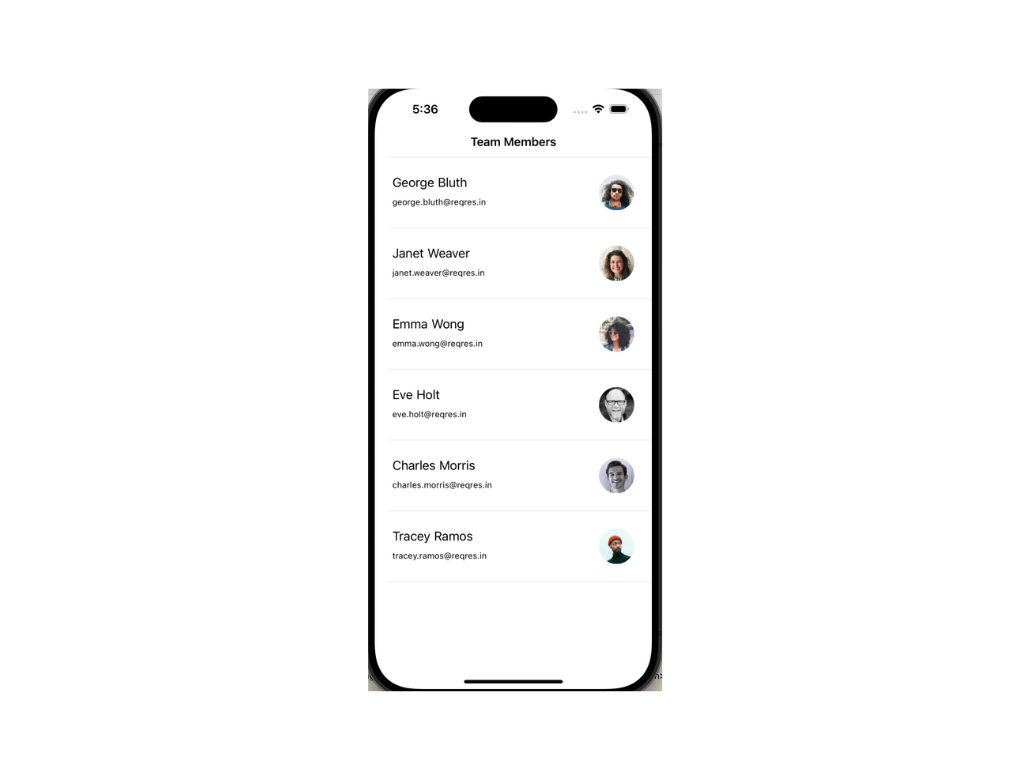 5:36
Team Members
George Bluth
george.bluth@reqres.in
Janet Weaver
janet.weaver@reqres.in
Emma Wong
emma.wong@reqres.in
Eve Holt
eve.holt@reqres.in
Charles Morris
charles.morris@reqres.in
Tracey Ramos
tracey.ramos@reqres.in